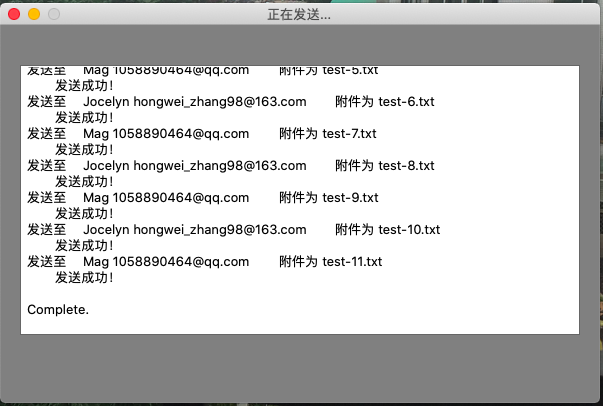 正在发送...
发送至 Mag 1058890464@qq.com 附件为 test-5.txt
发送成功！
发送至 Jocelyn hongwei_zhang98@163.com 附件为 test-6.txt
发送成功！
发送至 Mag 1058890464@qq.com 附件为 test-7.txt
发送成功！
发送至 Jocelyn hongwei_zhang98@163.com 附件为 test-8.txt
发送成功！
发送至 Mag 1058890464@qq.com 附件为 test-9.txt
发送成功！
发送至 Jocelyn hongwei_zhang98@163.com 附件为 test-10.txt
发送成功！
发送至 Mag 1058890464@qq.com 附件为 test-11.txt
发送成功！
Complete.